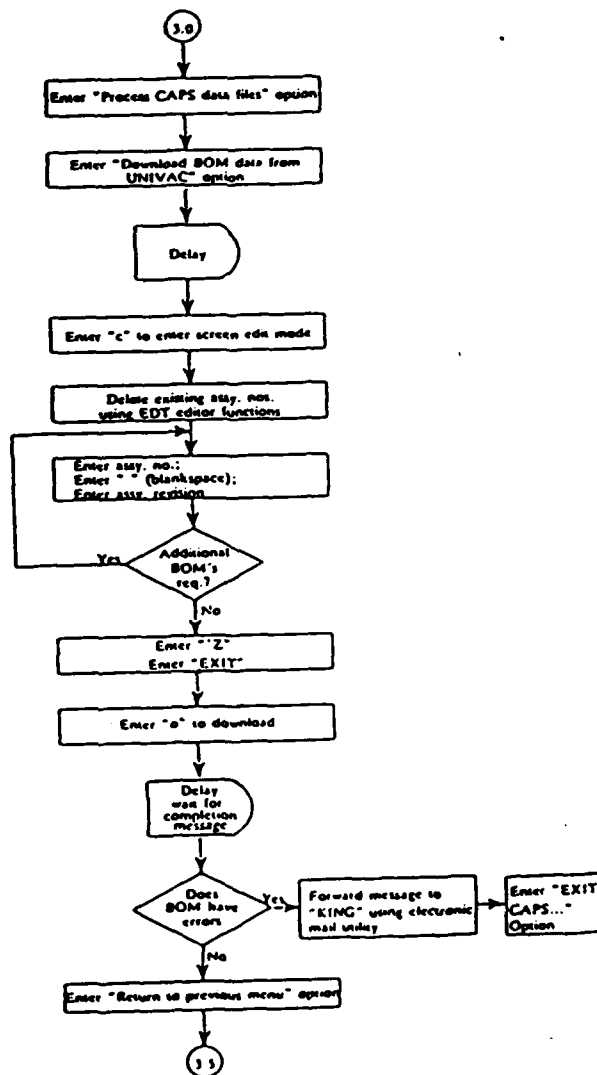 3.0
Enter "Process CAPS data files" option
Enter "Download BOM data from
UNIVAC" option
Delay
Enter "c" to enter screen edit mode
Delete existing assy. nos.
using EDT editor functions
Enter assy. no.;
Enter " " (blankspace);
Enter assy. revision
Yes
Additional
BOM's
req.?
No
Enter "^Z"
Enter "EXIT"
Enter "o" to download
Delay
wait for
completion
message
Does
BOM have
errors
Yes
Forward message to
"KING" using electronic
mail utility
Enter "EXIT
CAPS..."
Option
No
Enter "Return to previous menu" option
3.5